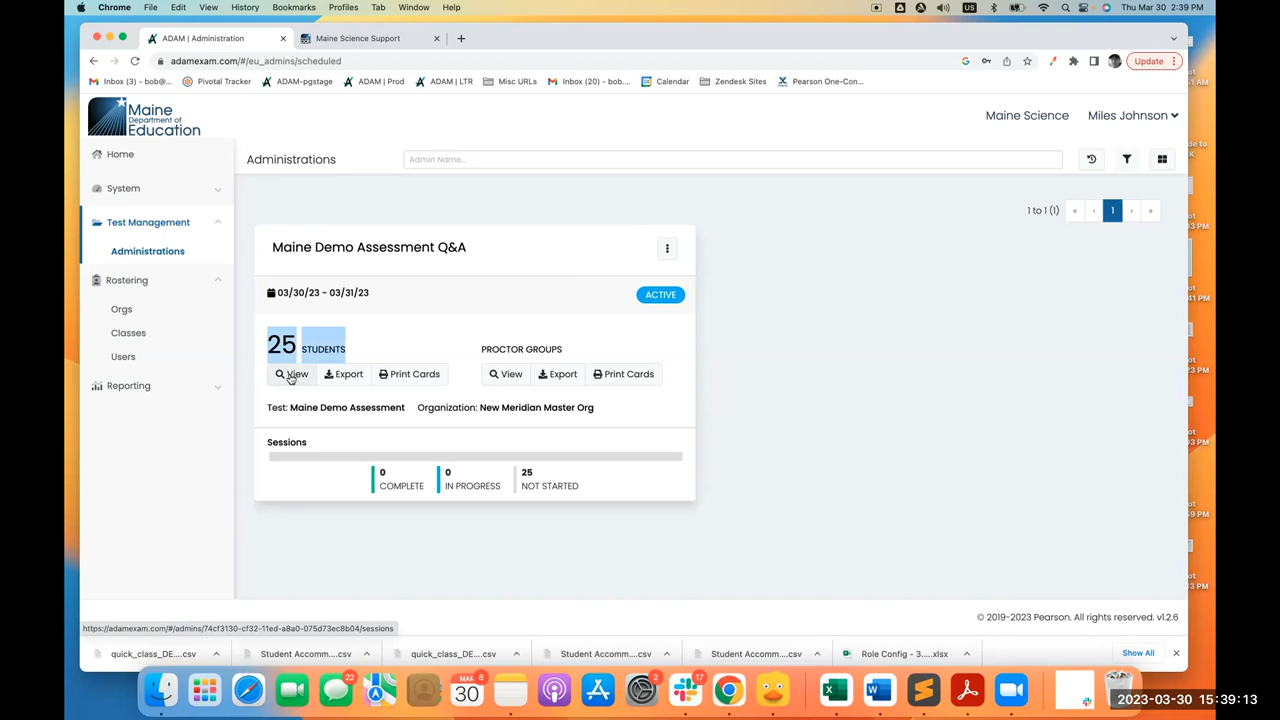 Chrome File Edit View History Bookmarks Profiles Tab Window Help US Thu Mar 30 2:39 PM
ADAM | Administration Maine Science Support
adamexam.com/#/eu_admins/scheduled Update
Inbox (3) - bob@... Pivotal Tracker ADAM-pgstage ADAM | Prod ADAM | LTR Misc URLs Inbox (20) - bob.... Calendar Zendesk Sites Pearson One-Con...
Maine
Department of
Education
Maine Science Miles Johnson
Home
Administrations Admin Name...
System
1 to 1 (1) « ‹ 1 › »
Test Management
Administrations
Rostering
Orgs
Classes
Users
Reporting
Maine Demo Assessment Q&A
03/30/23 - 03/31/23 ACTIVE
25 STUDENTS PROCTOR GROUPS
View Export Print Cards View Export Print Cards
Test: Maine Demo Assessment Organization: New Meridian Master Org
Sessions
0 0 25
COMPLETE IN PROGRESS NOT STARTED
© 2019-2023 Pearson. All rights reserved. v1.2.6
https://adamexam.com/#/admins/74cf3130-cf32-11ed-a8a0-075d73ec8b04/sessions
quick_class_DE....csv Student Accomm....csv quick_class_DE....csv Student Accomm....csv Student Accomm....csv Role Config - 3.....xlsx Show All
22 MAR 8 30 2 17
2023-03-30 15:39:13